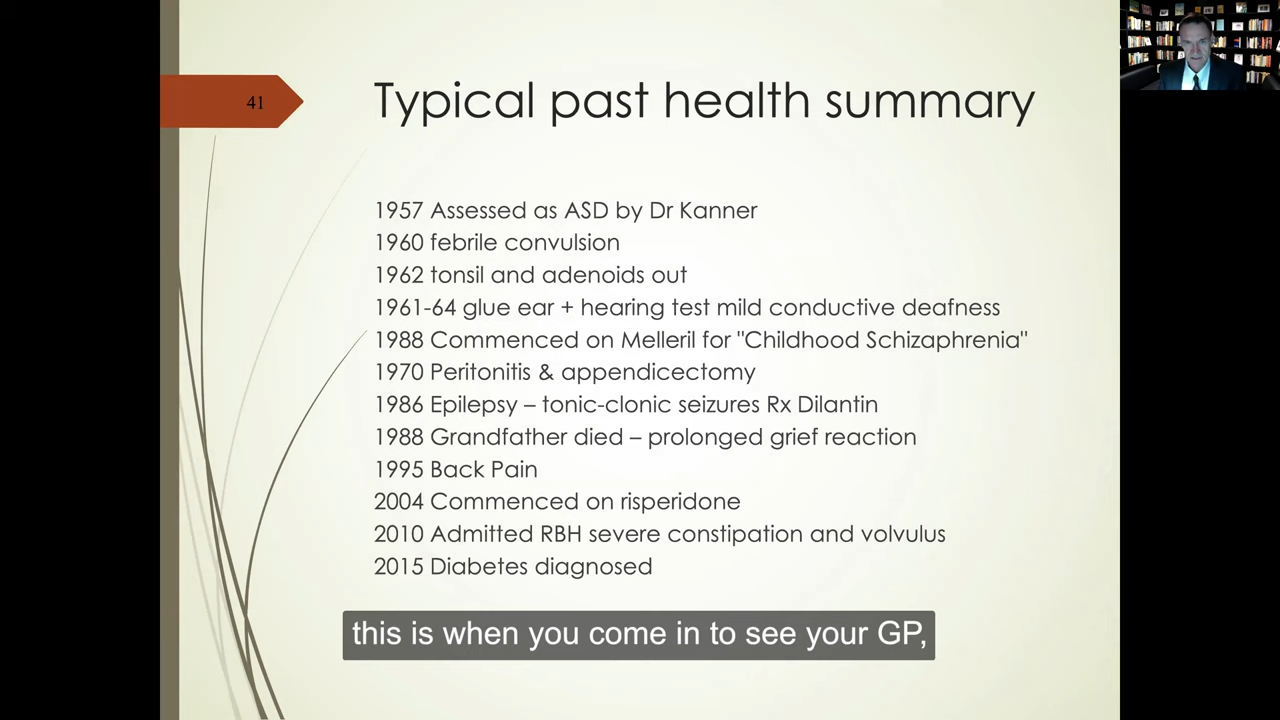 41
Typical past health summary
1957 Assessed as ASD by Dr Kanner
1960 febrile convulsion
1962 tonsil and adenoids out
1961-64 glue ear + hearing test mild conductive deafness
1988 Commenced on Melleril for "Childhood Schizaphrenia"
1970 Peritonitis & appendicectomy
1986 Epilepsy – tonic-clonic seizures Rx Dilantin
1988 Grandfather died – prolonged grief reaction
1995 Back Pain
2004 Commenced on risperidone
2010 Admitted RBH severe constipation and volvulus
2015 Diabetes diagnosed
this is when you come in to see your GP,